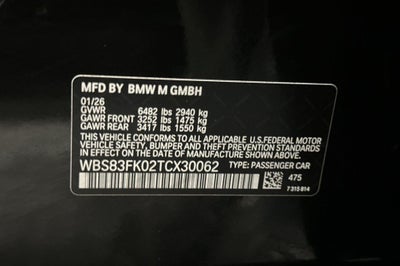 MFD BY BMW M GMBH
01/26
GVWR 6482 lbs 2940 kg
GAWR FRONT 3252 lbs 1475 kg
GAWR REAR 3417 lbs 1550 kg
THIS VEHICLE CONFORMS TO ALL APPLICABLE U.S.FEDERAL MOTOR
VEHICLE SAFETY, BUMPER AND THEFT PREVENTION STANDARDS
IN EFFECT ON THE DATE OF MANUFACTURE SHOWN ABOVE.
WBS83FK02TCX30062 TYPE: PASSENGER CAR
475
7 315 814